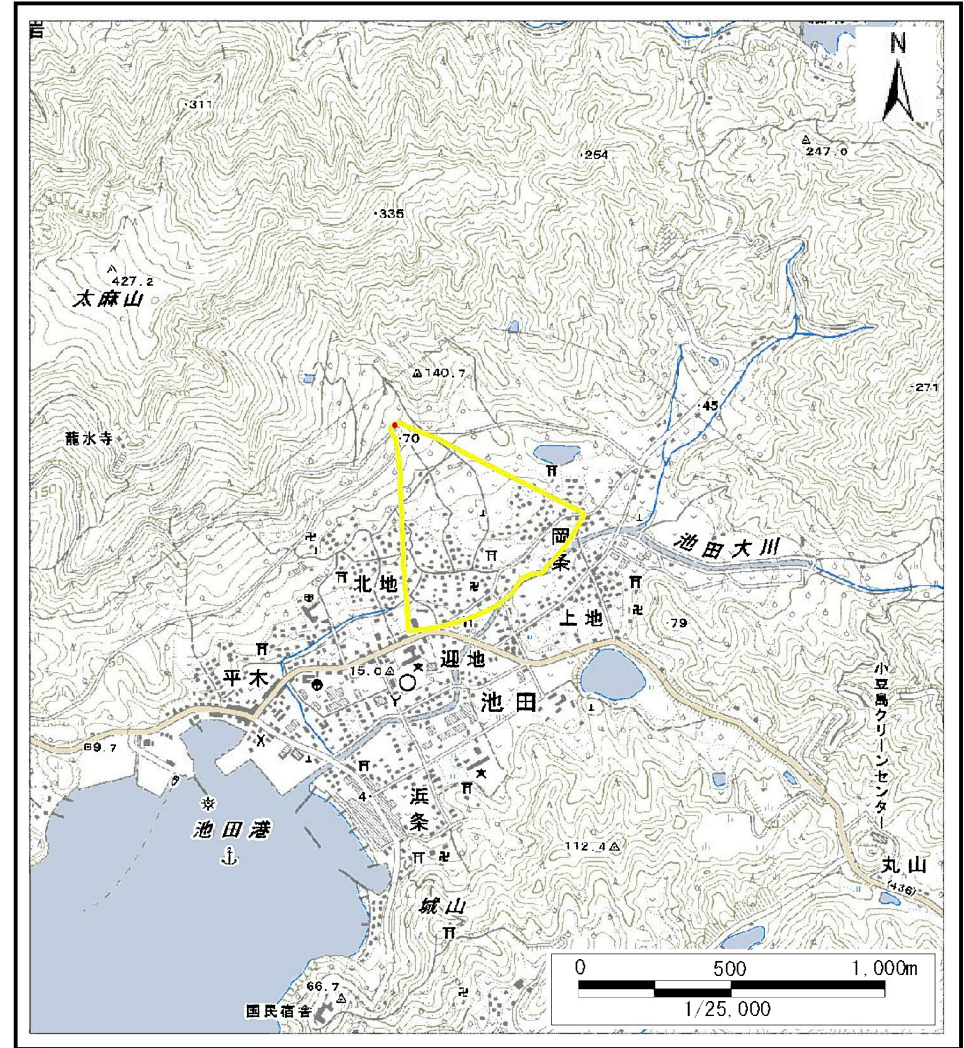 岩
N
・311
・254
247.0
・335
427.2
太麻山
140.7
・271
・45
龍水寺
・70
岡条
池田大川
北地
上地
79
迎地
15.0
平木
池田
小豆島クリーンセンター
9.7
4・
浜条
池田港
112.4
丸山
(436)
城山
66.7
国民宿舎
0 500 1,000m
1/25,000